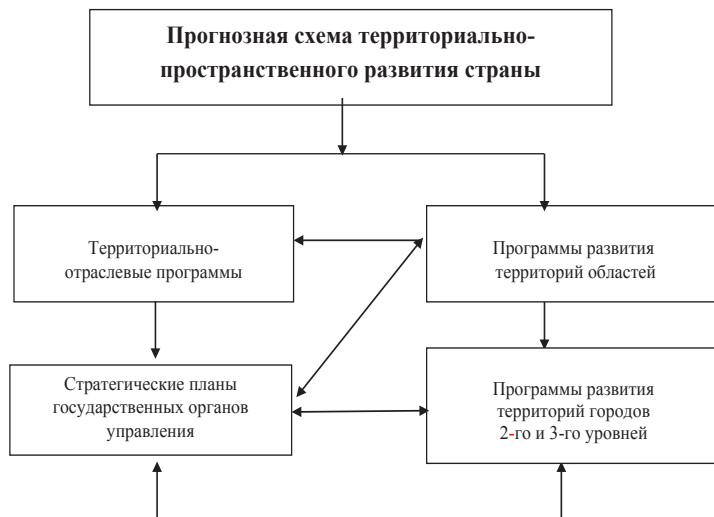 Прогнозная схема территориально-
пространственного развития страны
Территориально-
отраслевые программы
Программы развития
территорий областей
Стратегические планы
государственных органов
управления
Программы развития
территорий городов
2-го и 3-го уровней